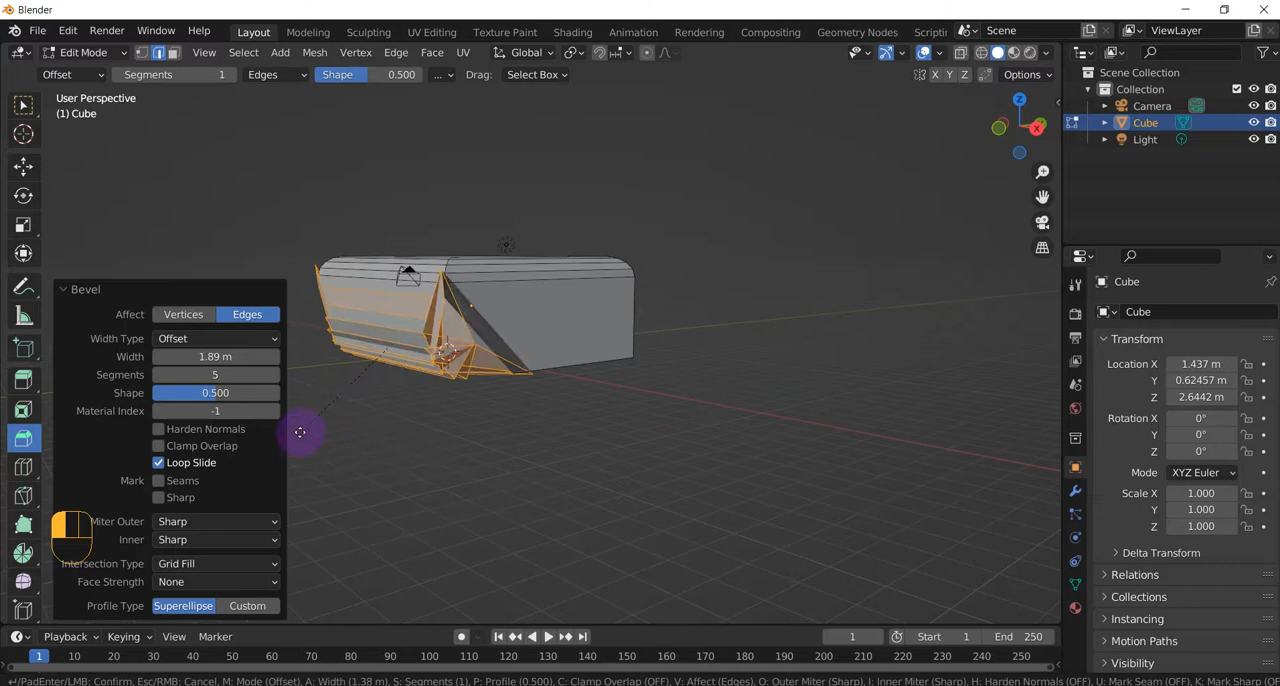 Blender
File Edit Render Window Help Layout Modeling Sculpting UV Editing Texture Paint Shading Animation Rendering Compositing Geometry Nodes Scripti Scene ViewLayer
Edit Mode View Select Add Mesh Vertex Edge Face UV Global
Offset Segments 1 Edges Shape 0.500 ... Drag: Select Box X Y Z Options
User Perspective
(1) Cube
Z
X
Scene Collection
Collection
Camera
Cube
Light
Bevel
Affect Vertices Edges
Width Type Offset
Width 1.89 m
Segments 5
Shape 0.500
Material Index -1
Harden Normals
Clamp Overlap
Loop Slide
Mark Seams
Sharp
Miter Outer Sharp
Inner Sharp
Intersection Type Grid Fill
Face Strength None
Profile Type Superellipse Custom
Cube
Cube
Transform
Location X 1.437 m
Y 0.62457 m
Z 2.6442 m
Rotation X 0°
Y 0°
Z 0°
Mode XYZ Euler
Scale X 1.000
Y 1.000
Z 1.000
Delta Transform
Relations
Collections
Instancing
Motion Paths
Visibility
Playback Keying View Marker 1 Start 1 End 250
1 10 20 30 40 50 60 70 80 90 100 110 120 130 140 150 160 170 180 190 200 210 220 230 240 250
/PadEnter/LMB: Confirm, Esc/RMB: Cancel, M: Mode (Offset), A: Width (1.38 m), S: Segments (1), P: Profile (0.500), C: Clamp Overlap (OFF), V: Affect (Edges), O: Outer Miter (Sharp), I: Inner Miter (Sharp), H: Harden Normals (OFF), U: Mark Seam (OFF), K: Mark Sharp (OF